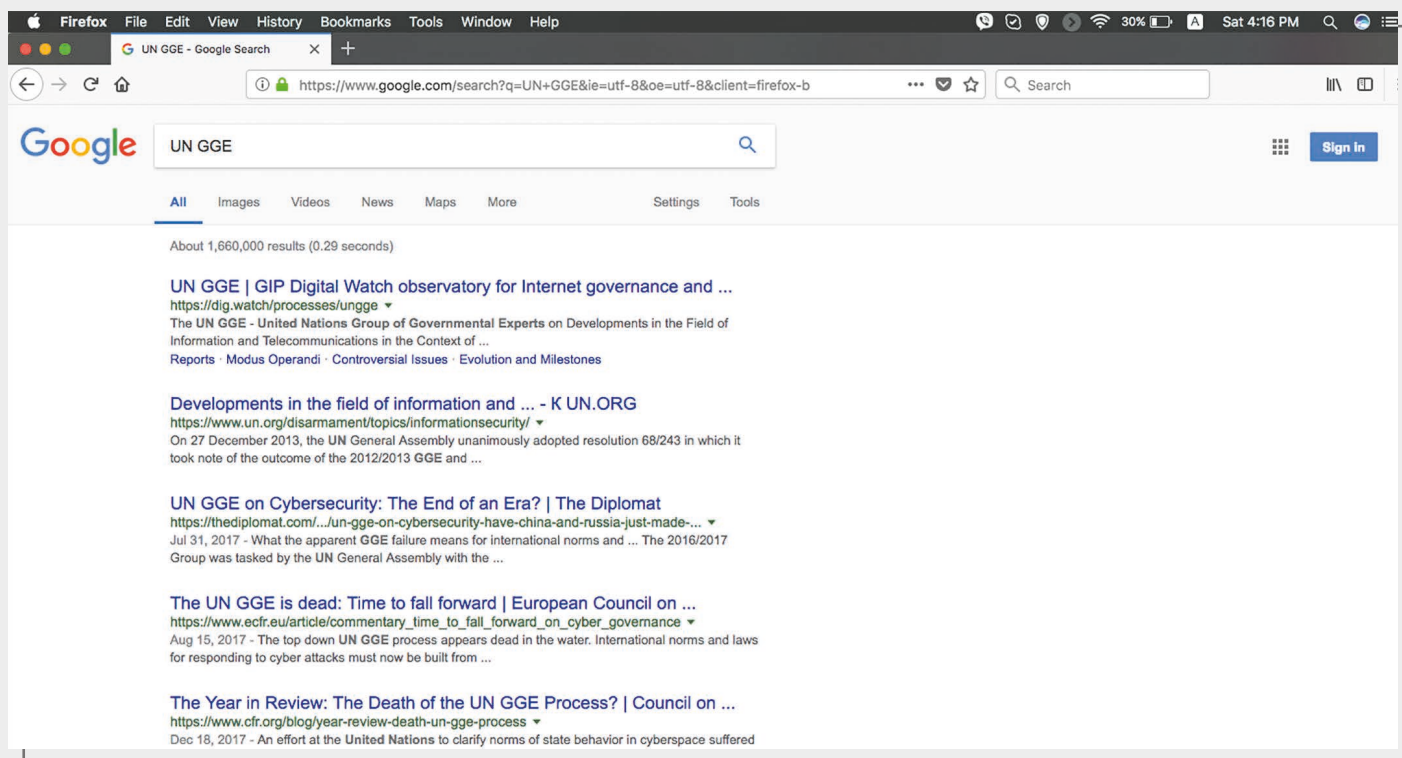 Firefox File Edit View History Bookmarks Tools Window Help 30% A Sat 4:16 PM
UN GGE - Google Search
https://www.google.com/search?q=UN+GGE&ie=utf-8&oe=utf-8&client=firefox-b Search
Google UN GGE Sign in
All Images Videos News Maps More Settings Tools
About 1,660,000 results (0.29 seconds)
UN GGE | GIP Digital Watch observatory for Internet governance and ...
https://dig.watch/processes/ungge
The UN GGE - United Nations Group of Governmental Experts on Developments in the Field of
Information and Telecommunications in the Context of ...
Reports · Modus Operandi · Controversial Issues · Evolution and Milestones
Developments in the field of information and ... - К UN.ORG
https://www.un.org/disarmament/topics/informationsecurity/
On 27 December 2013, the UN General Assembly unanimously adopted resolution 68/243 in which it
took note of the outcome of the 2012/2013 GGE and ...
UN GGE on Cybersecurity: The End of an Era? | The Diplomat
https://thediplomat.com/.../un-gge-on-cybersecurity-have-china-and-russia-just-made-...
Jul 31, 2017 - What the apparent GGE failure means for international norms and ... The 2016/2017
Group was tasked by the UN General Assembly with the ...
The UN GGE is dead: Time to fall forward | European Council on ...
https://www.ecfr.eu/article/commentary_time_to_fall_forward_on_cyber_governance
Aug 15, 2017 - The top down UN GGE process appears dead in the water. International norms and laws
for responding to cyber attacks must now be built from ...
The Year in Review: The Death of the UN GGE Process? | Council on ...
https://www.cfr.org/blog/year-review-death-un-gge-process
Dec 18, 2017 - An effort at the United Nations to clarify norms of state behavior in cyberspace suffered